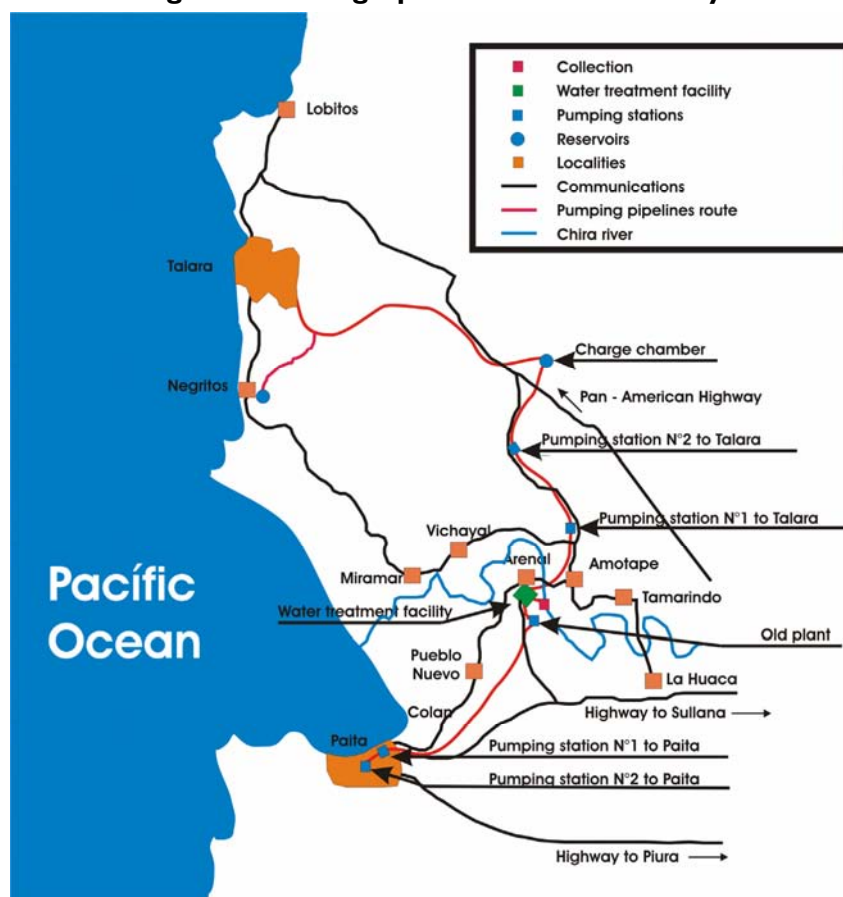 Collection
Water treatment facility
Pumping stations
Reservoirs
Localities
Communications
Pumping pipelines route
Chira river
Lobitos
Talara
Charge chamber
Negritos
Pan - American Highway
Pumping station N°2 to Talara
Pumping station N°1 to Talara
Vichayal
Arenal
Amotape
Miramar
Tamarindo
Pacífic
Ocean
Water treatment facility
Old plant
Pueblo
Nuevo
La Huaca
Colan
Highway to Sullana
Paita
Pumping station N°1 to Paita
Pumping station N°2 to Paita
Highway to Piura